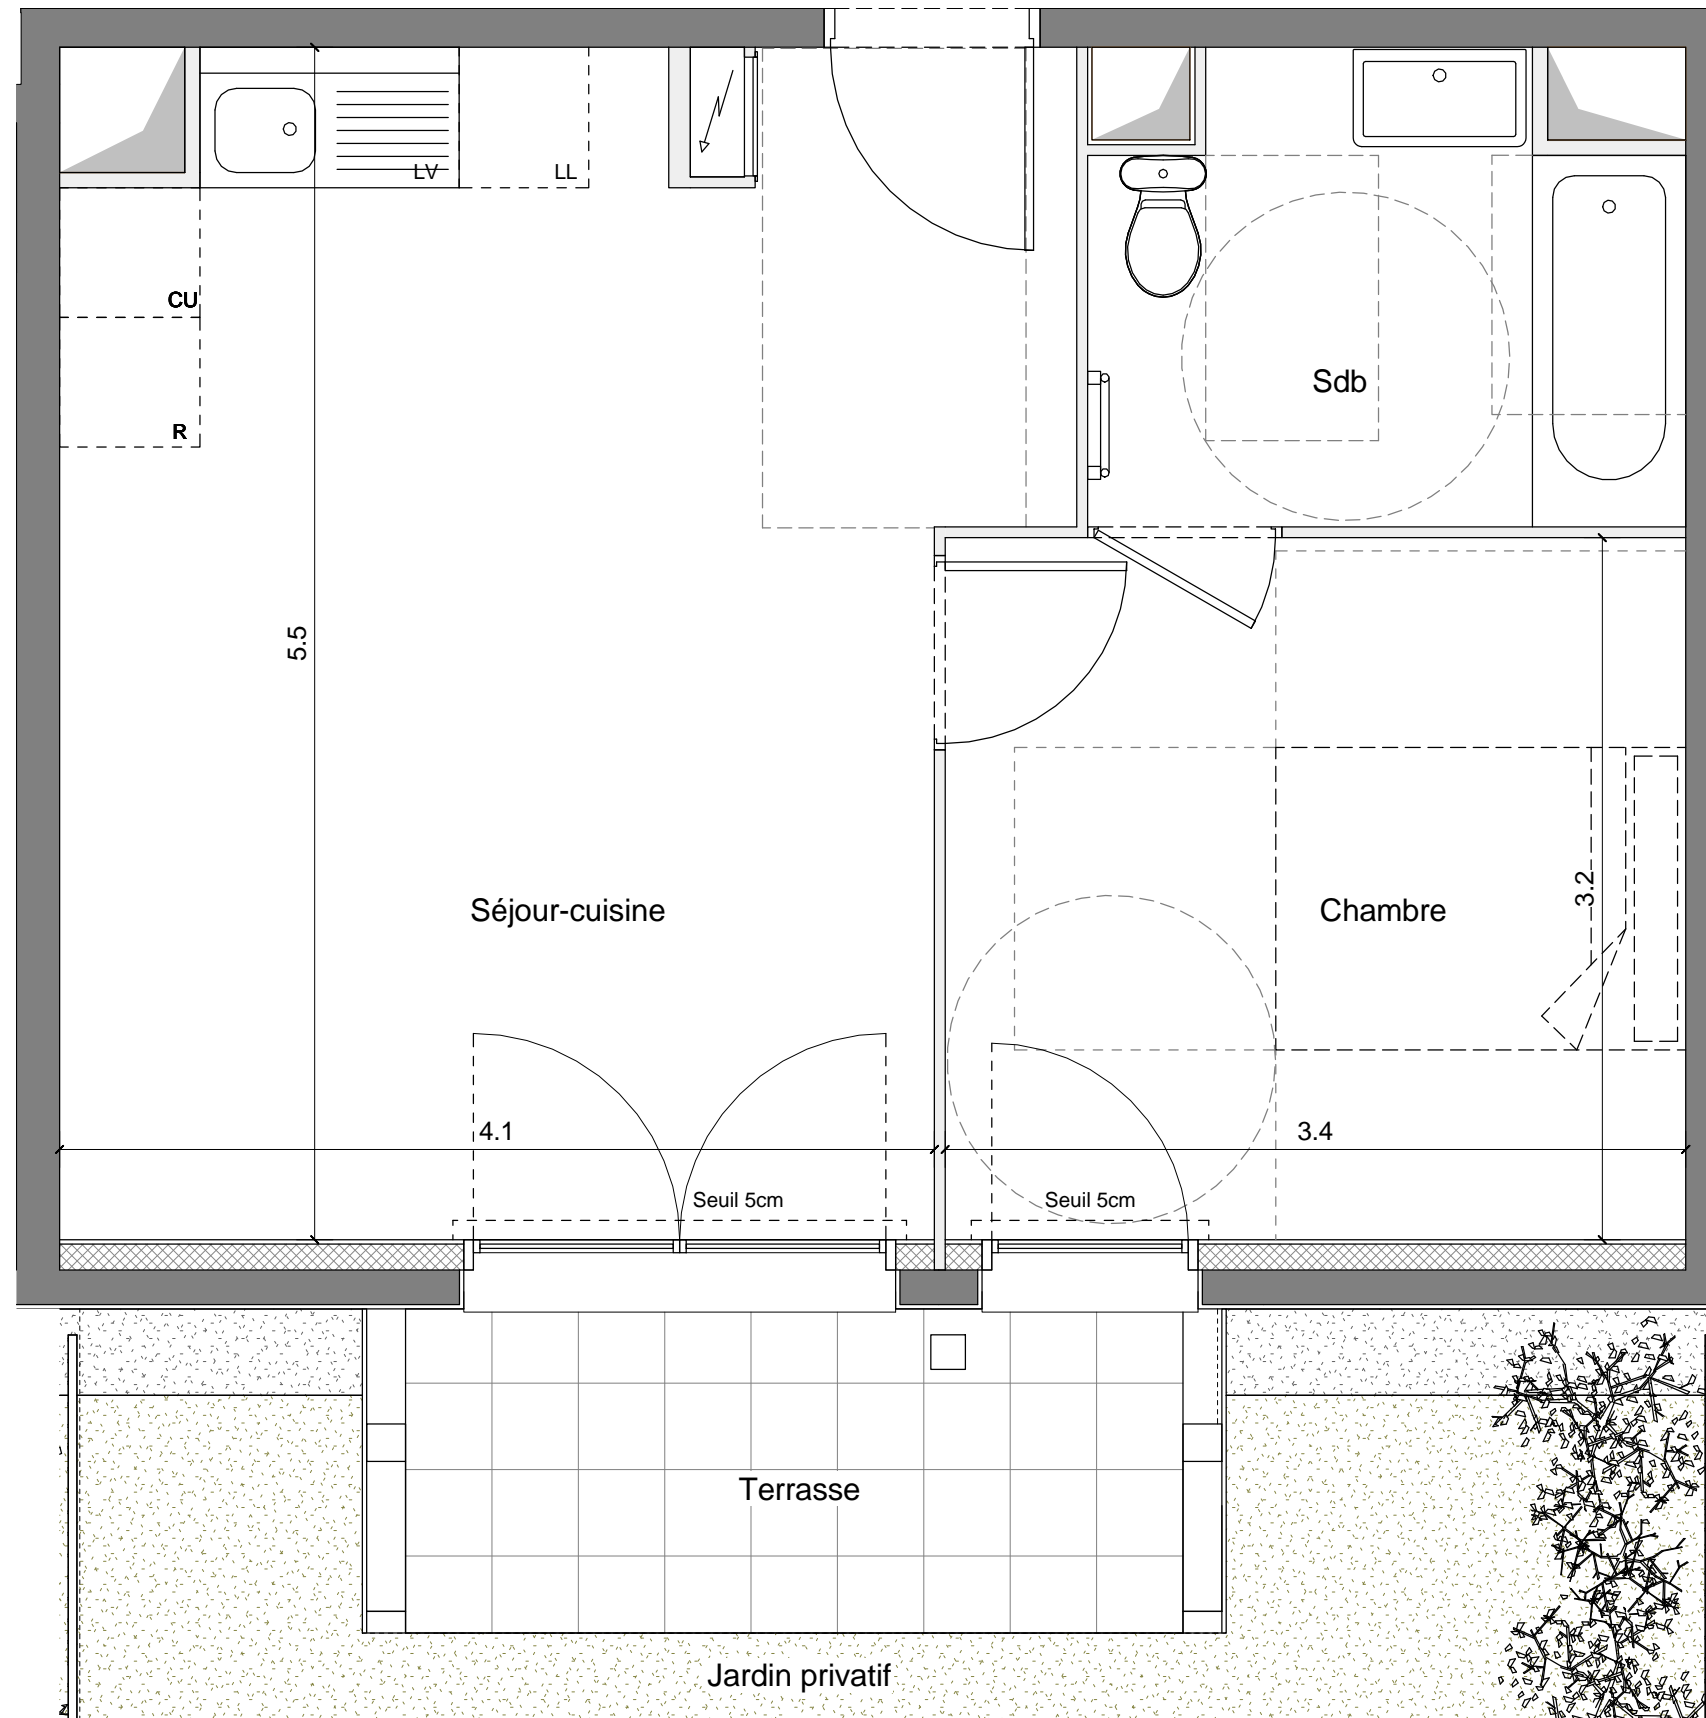 LV
LL
CU
R
Sdb
5.5
3.2
Séjour-cuisine
Chambre
4.1
3.4
Seuil 5cm
Seuil 5cm
Terrasse
Jardin privatif